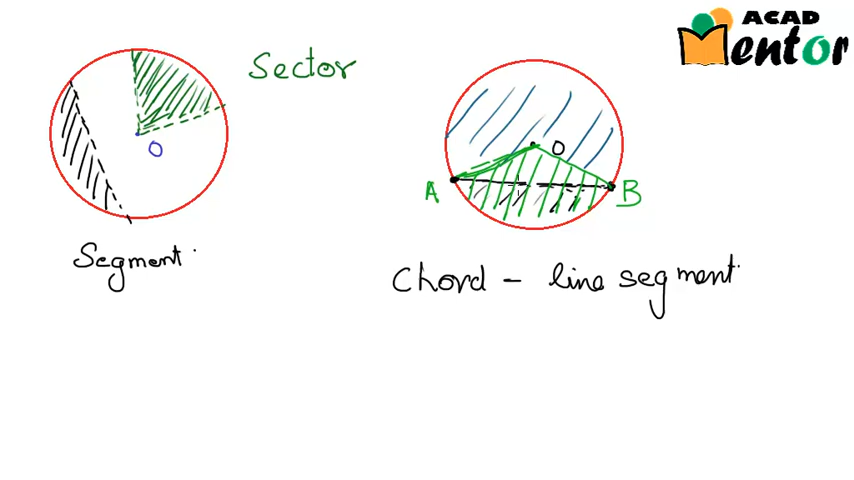 ACAD
Mentor
Sector
O
O
A
B
Segment
Chord - line segment